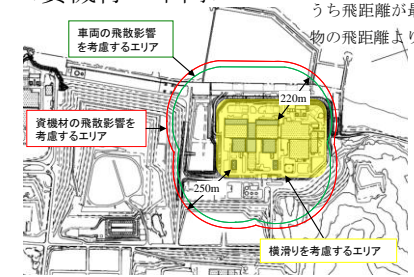 うち飛距離が最
物の飛距離より
車両の飛散影響
を考慮するエリア
220m
資機材の飛散影響を
考慮するエリア
250m
横滑りを考慮するエリア